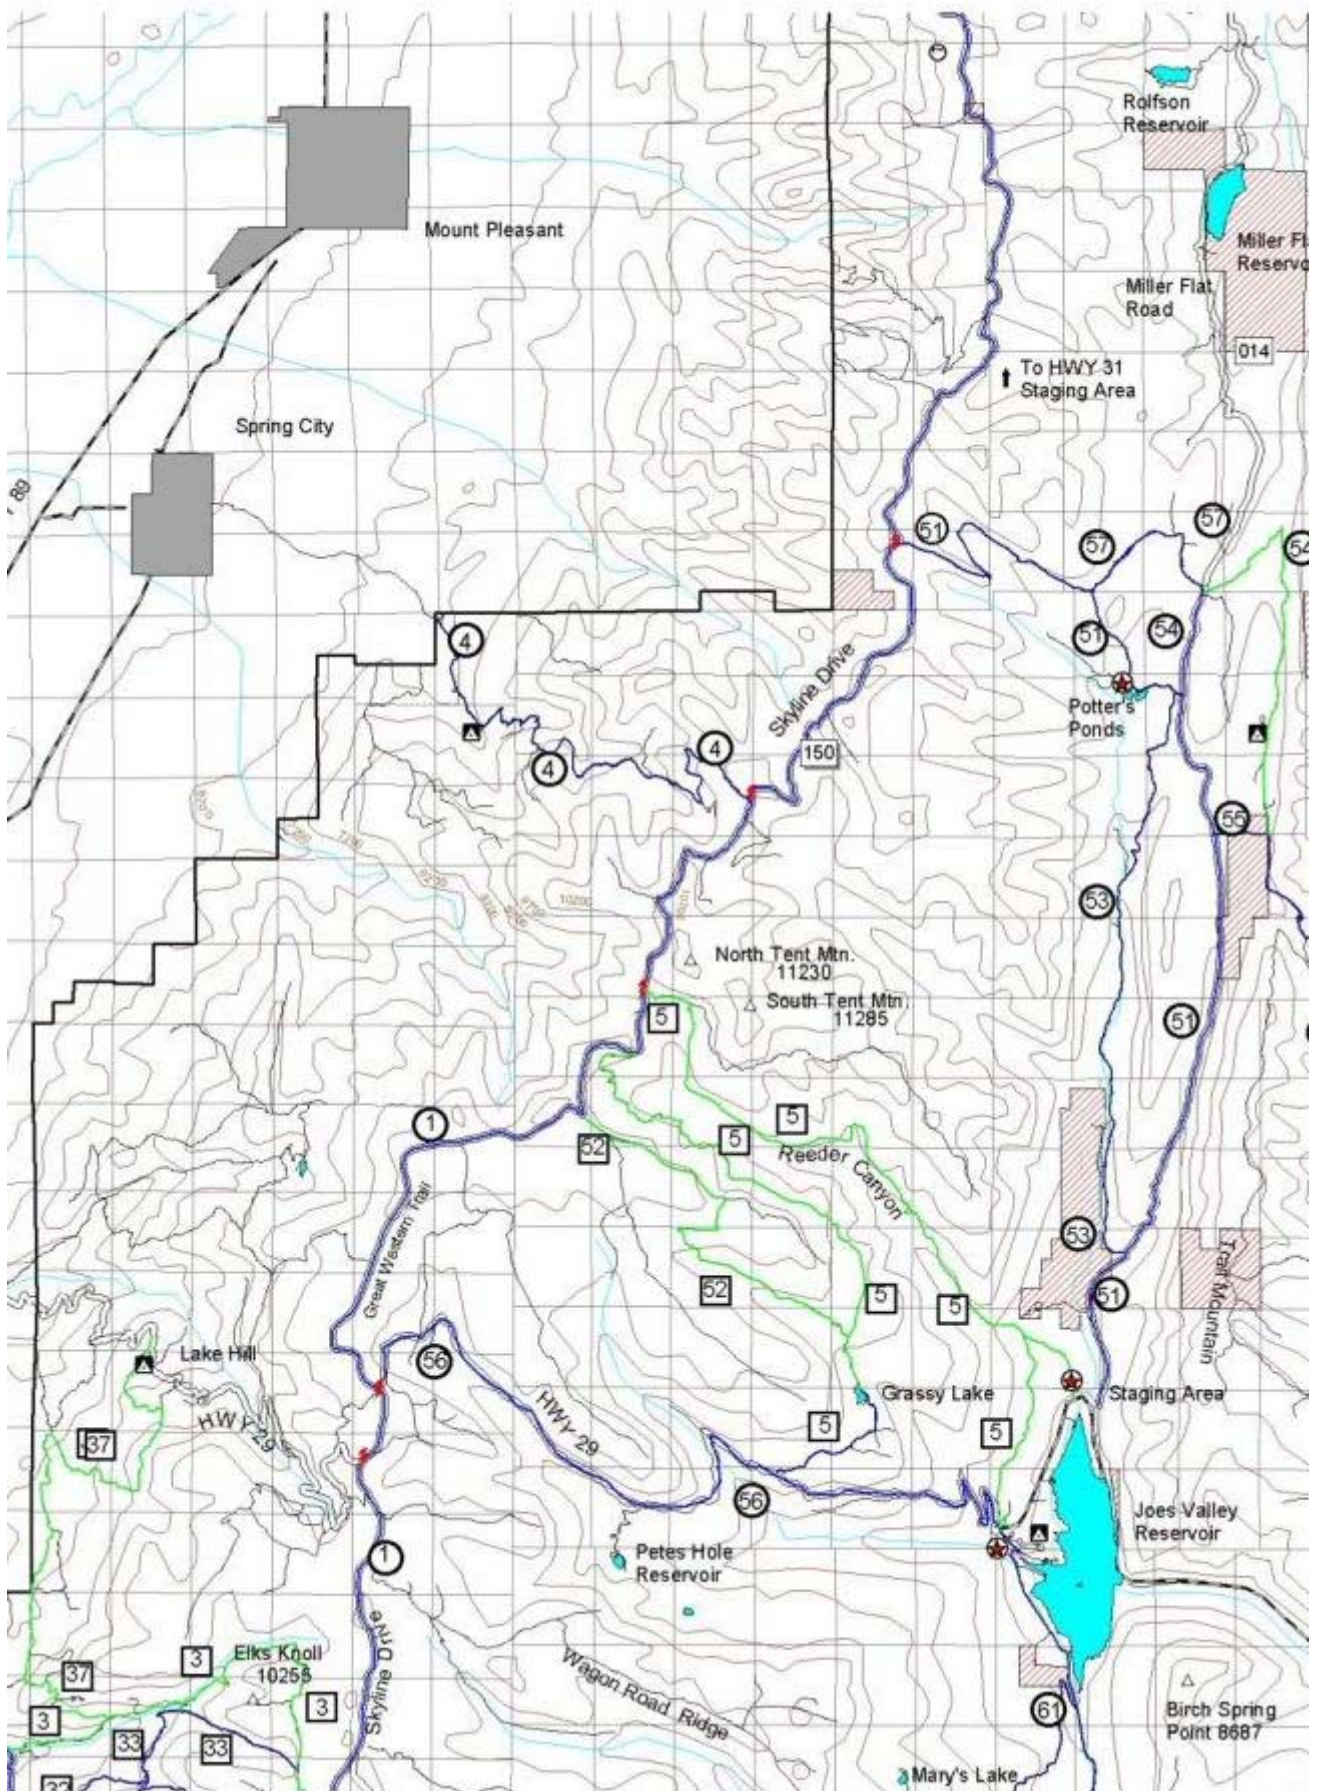 Rolfson
Reservoir
Mount Pleasant
Miller Fl
Reservo
Miller Flat
Road
014
To HWY 31
Staging Area
Spring City
89
51
57
57
54
4
51
54
Skyline Drive
Potter's
Ponds
4
150
4
55
53
10200
North Tent Mtn.
11230
South Tent Mtn.
11285
5
51
1
5
5
52
Reeder Canyon
Great Western Trail
53
Trail Mountain
52
5
5
51
Lake Hill
56
Grassy Lake
Staging Area
HWY 29
HWY 29
37
5
5
56
Joes Valley
Reservoir
1
Petes Hole
Reservoir
Skyline Drive
Elks Knoll
10255
3
37
Wagon Road Ridge
3
3
61
Birch Spring
Point 8687
33
33
Mary's Lake